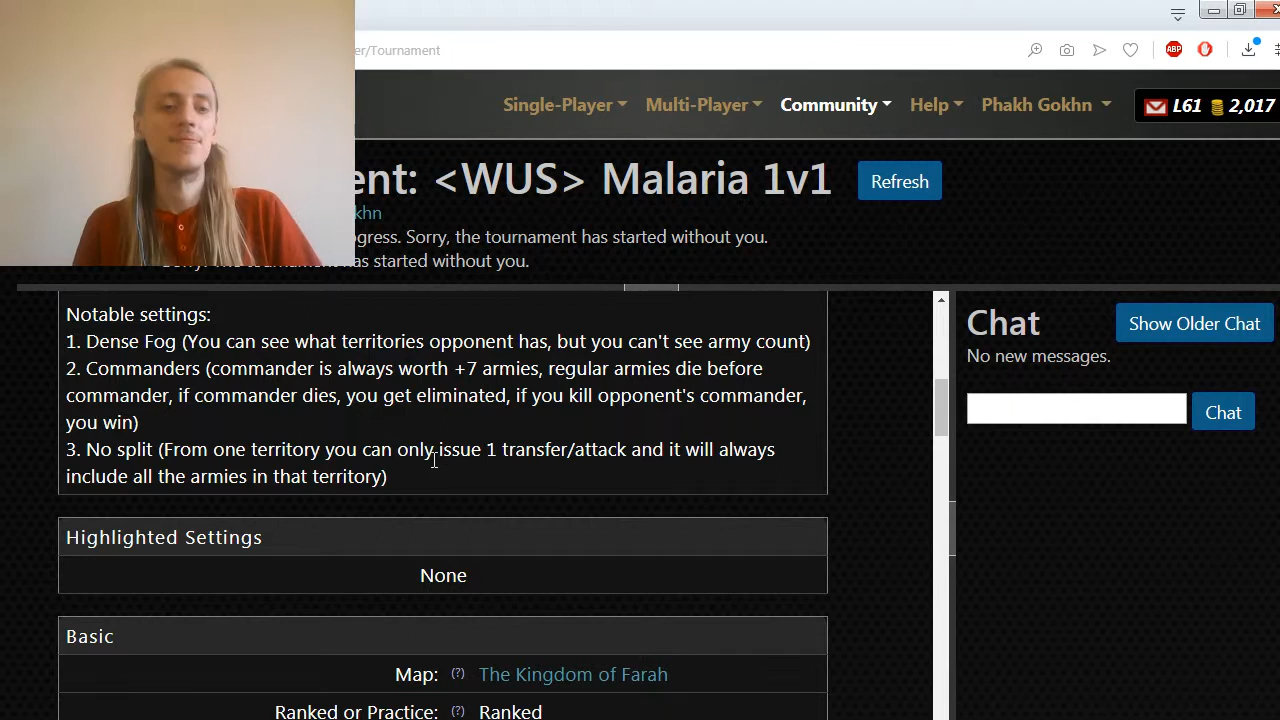 er/Tournament
ABP
Single-Player Multi-Player Community Help Phakh Gokhn L61 2,017
ent: <WUS> Malaria 1v1 Refresh
okhn
ogress. Sorry, the tournament has started without you.
has started without you.
Notable settings:
1. Dense Fog (You can see what territories opponent has, but you can't see army count)
2. Commanders (commander is always worth +7 armies, regular armies die before
commander, if commander dies, you get eliminated, if you kill opponent's commander,
you win)
3. No split (From one territory you can only issue 1 transfer/attack and it will always
include all the armies in that territory)
Highlighted Settings
None
Basic
Map: (?) The Kingdom of Farah
Ranked or Practice: (?) Ranked
Chat Show Older Chat
No new messages.
Chat